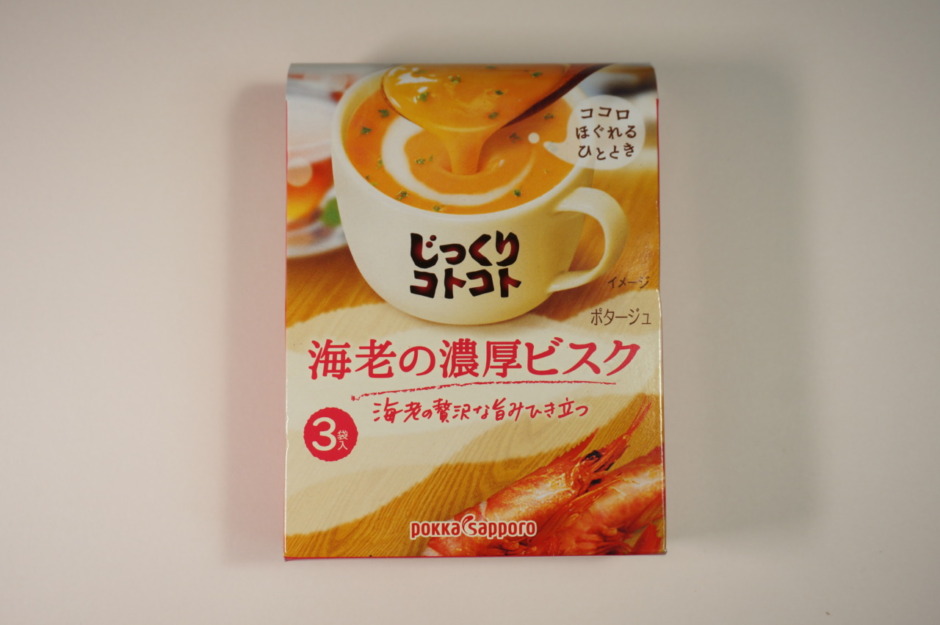 ココロ
ほぐれる
ひととき
じっくり
コトコト
イメージ
ポタージュ
海老の濃厚ビスク
海老の贅沢な旨みひき立つ
3袋入
pokka sapporo